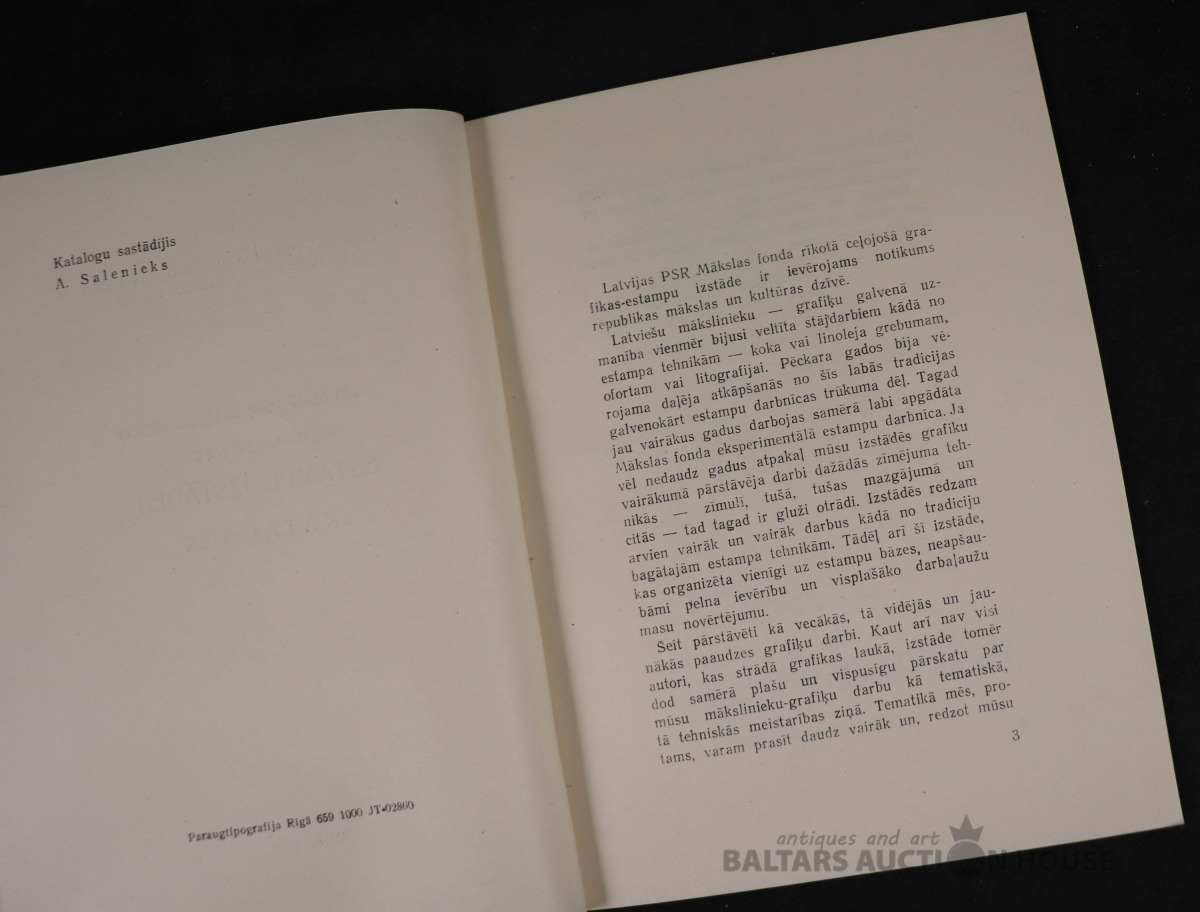 Katalogu sastādījis
A. Salenieks
Paraugtipografija Rīgā 659 1000 JT-02860
Latvijas PSR Mākslas fonda rīkotā ceļojošā gra-
fikas-estampu izstāde ir ievērojams notikums
republikas mākslas un kultūras dzīvē.
Latviešu mākslinieku — grafiķu galvenā uz-
manība vienmēr bijusi veltīta stājdarbiem kādā no
estampa tehnikām — koka vai linoleja grebumam,
ofortam vai litografijai. Pēckara gados bija vē-
rojama daļēja atkāpšanās no šīs labās tradicijas
galvenokārt estampu darbnīcas trūkuma dēļ. Tagad
jau vairākus gadus darbojas samērā labi apgādāta
Mākslas fonda eksperimentālā estampu darbnīca. Ja
vēl nedaudz gadus atpakaļ mūsu izstādēs grafiku
vairākumā pārstāvēja darbi dažādās zīmējuma teh-
nikās — zīmulī, tušā, tušas mazgājumā un
citās — tad tagad ir gluži otrādi. Izstādēs redzam
arvien vairāk un vairāk darbus kādā no tradiciju
bagātajām estampa tehnikām. Tādēļ arī šī izstāde,
kas organizēta vienīgi uz estampu bāzes, neapšau-
bāmi pelna ievērību un visplašāko darbaļaužu
masu novērtējumu.
Šeit pārstāvēti kā vecākās, tā vidējās un jau-
nākās paaudzes grafiķu darbi. Kaut arī nav visi
autori, kas strādā grafikas laukā, izstāde tomēr
dod samērā plašu un vispusīgu pārskatu par
mūsu mākslinieku-grafiķu darbu kā tematiskā,
tā tehniskās meistarības ziņā. Tematikā mēs, pro-
tams, varam prasīt daudz vairāk un, redzot mūsu
3
antiques and art
BALTARS AUCTION HOUSE